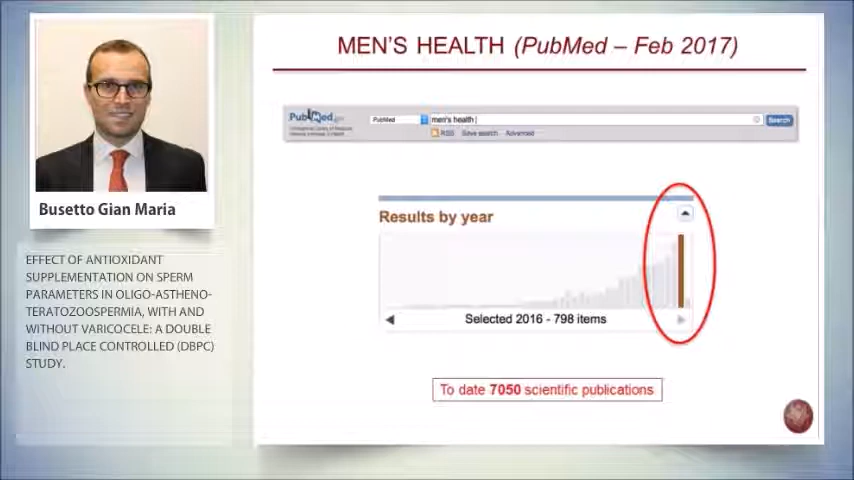 MEN'S HEALTH (PubMed – Feb 2017)
PubMed.gov
PubMed
men's health
Search
RSS Save search Advanced
Results by year
Selected 2016 - 798 items
To date 7050 scientific publications
Busetto Gian Maria
EFFECT OF ANTIOXIDANT
SUPPLEMENTATION ON SPERM
PARAMETERS IN OLIGO-ASTHENO-
TERATOZOOSPERMIA, WITH AND
WITHOUT VARICOCELE: A DOUBLE
BLIND PLACE CONTROLLED (DBPC)
STUDY.